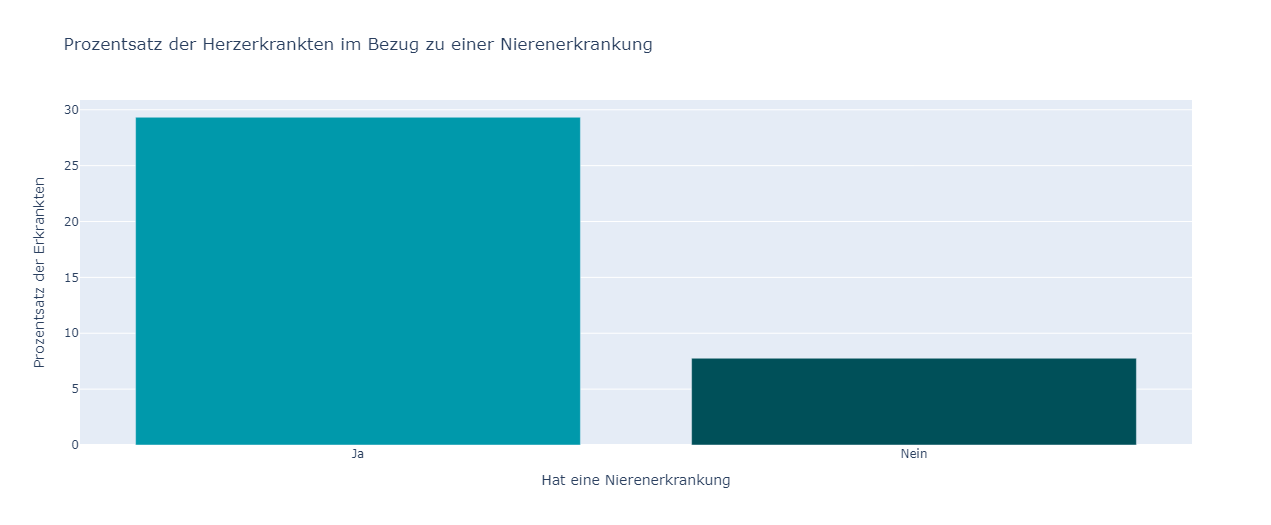 Prozentsatz der Herzerkrankten im Bezug zu einer Nierenerkrankung
30
25
20
15
10
5
0
Prozentsatz der Erkrankten
Ja
Nein
Hat eine Nierenerkrankung